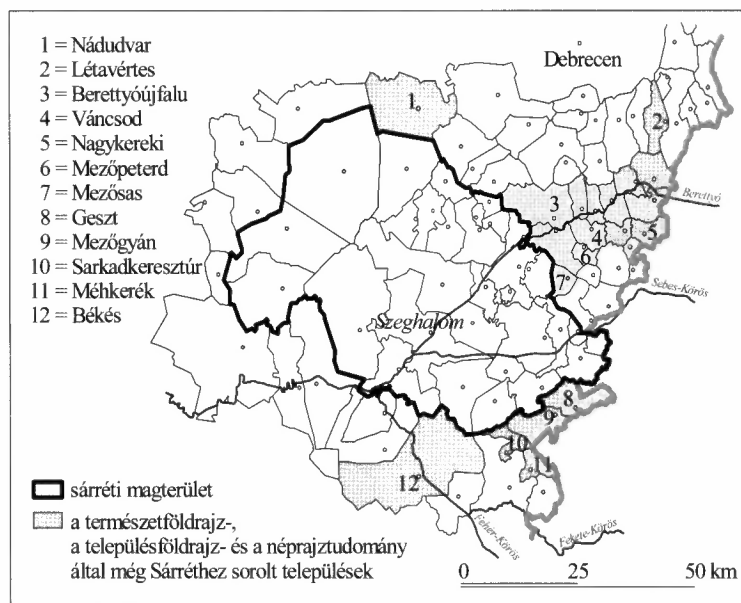 1 = Nádudvar
2 = Létavértes
3 = Berettyóújfalu
4 = Váncsod
5 = Nagykereki
6 = Mezőpeterd
7 = Mezősas
8 = Geszt
9 = Mezőgyán
10 = Sarkadkeresztúr
11 = Méhkerék
12 = Békés
Debrecen
1
2
3
Berettyó
4
5
6
7
Sebes-Körös
Szeghalom
8
9
10
11
12
Fehér-Körös
Fekete-Körös
sárréti magterület
a természetföldrajz-,
a településföldrajz- és a néprajztudomány
által még Sárréthez sorolt települések
0 25 50 km